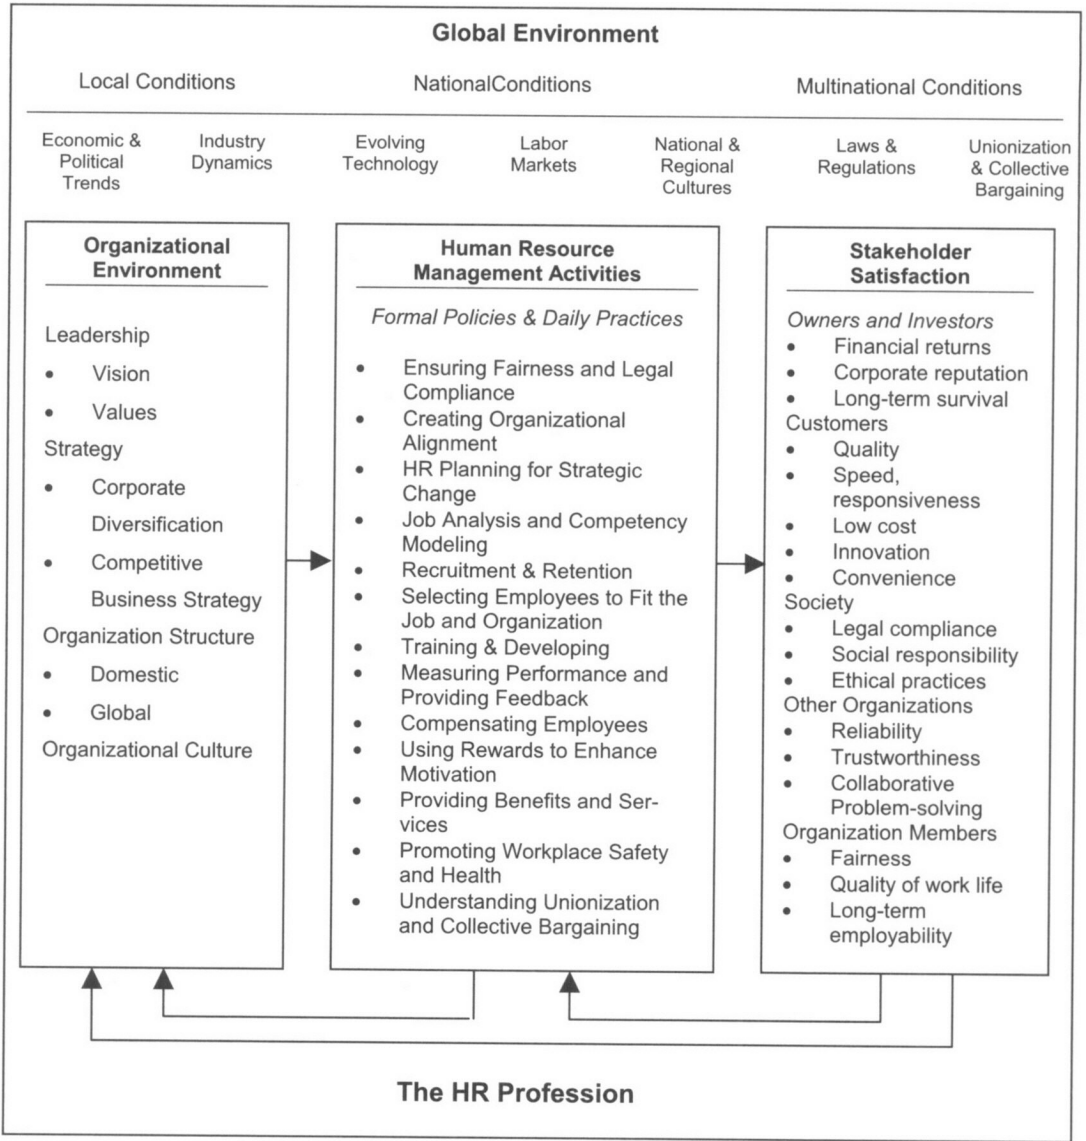 Global Environment
Local Conditions NationalConditions Multinational Conditions
Economic &
Political
Trends
Industry
Dynamics
Evolving
Technology
Labor
Markets
National &
Regional
Cultures
Laws &
Regulations
Unionization
& Collective
Bargaining
Organizational
Environment
Leadership
• Vision
• Values
Strategy
• Corporate
Diversification
• Competitive
Business Strategy
Organization Structure
• Domestic
• Global
Organizational Culture
Human Resource
Management Activities
Formal Policies & Daily Practices
• Ensuring Fairness and Legal
Compliance
• Creating Organizational
Alignment
• HR Planning for Strategic
Change
• Job Analysis and Competency
Modeling
• Recruitment & Retention
• Selecting Employees to Fit the
Job and Organization
• Training & Developing
• Measuring Performance and
Providing Feedback
• Compensating Employees
• Using Rewards to Enhance
Motivation
• Providing Benefits and Ser-
vices
• Promoting Workplace Safety
and Health
• Understanding Unionization
and Collective Bargaining
Stakeholder
Satisfaction
Owners and Investors
• Financial returns
• Corporate reputation
• Long-term survival
Customers
• Quality
• Speed,
responsiveness
• Low cost
• Innovation
• Convenience
Society
• Legal compliance
• Social responsibility
• Ethical practices
Other Organizations
• Reliability
• Trustworthiness
• Collaborative
Problem-solving
Organization Members
• Fairness
• Quality of work life
• Long-term
employability
The HR Profession